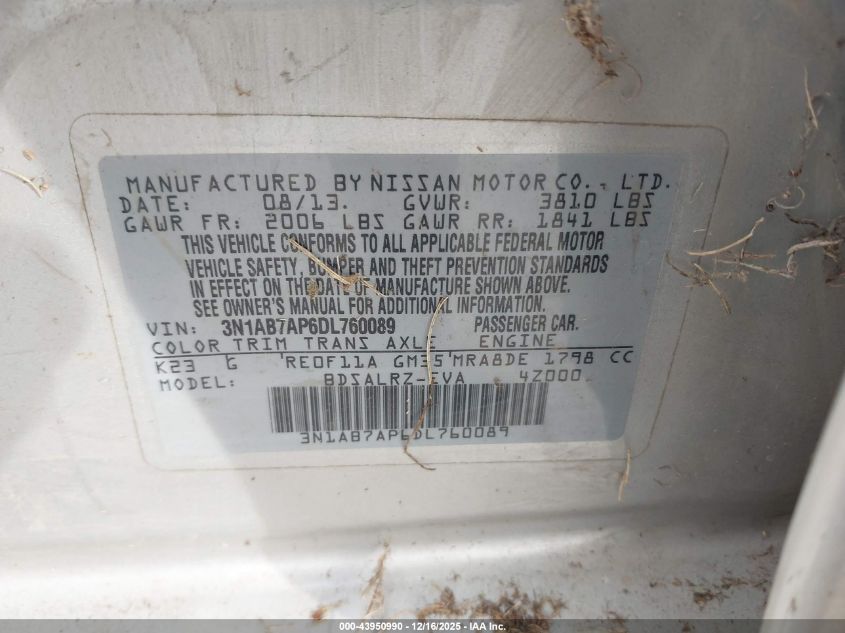 MANUFACTURED BY NISSAN MOTOR CO., LTD.
DATE: 08/13. GVWR: 3810 LBS
GAWR FR: 2006 LBS GAWR RR: 1841 LBS
THIS VEHICLE CONFORMS TO ALL APPLICABLE FEDERAL MOTOR
VEHICLE SAFETY, BUMPER AND THEFT PREVENTION STANDARDS
IN EFFECT ON THE DATE OF MANUFACTURE SHOWN ABOVE.
SEE OWNER'S MANUAL FOR ADDITIONAL INFORMATION.
VIN: 3N1AB7AP6DL760089 PASSENGER CAR.
COLOR TRIM TRANS AXLE ENGINE
K23 G RE0F11A GM35 MRA8DE 1798 CC
MODEL: BDSALRZ-EVA 4Z000
3N1AB7AP6DL760089
000-43950990 - 12/16/2025 - IAA Inc.